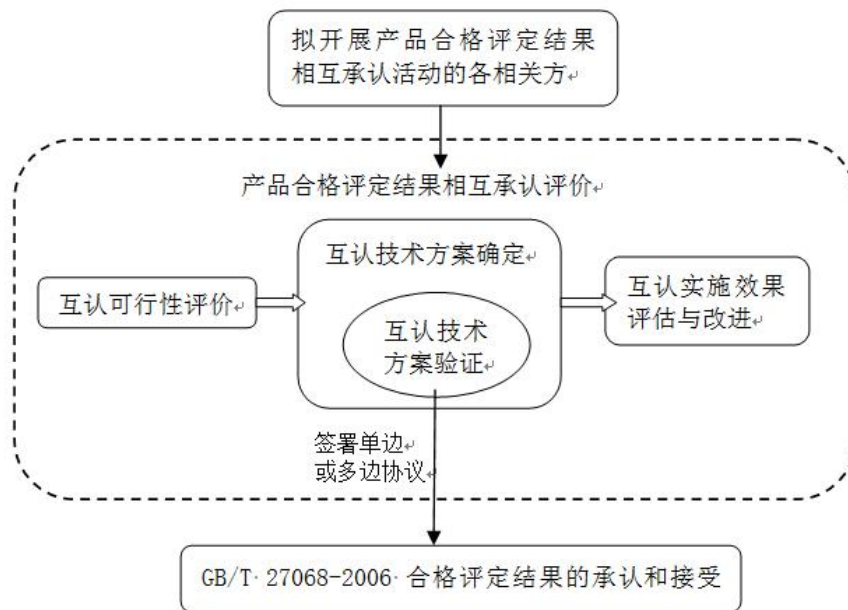 拟开展产品合格评定结果
相互承认活动的各相关方
产品合格评定结果相互承认评价
互认技术方案确定
互认可行性评价
互认技术
方案验证
互认实施效果
评估与改进
签署单边
或多边协议
GB/T·27068-2006·合格评定结果的承认和接受